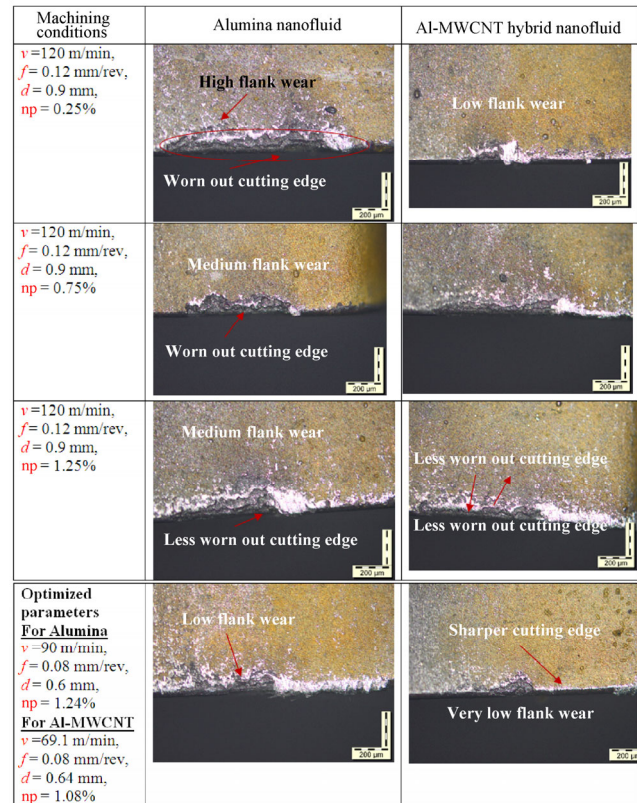 Machining
conditions
Alumina nanofluid
Al-MWCNT hybrid nanofluid
v =120 m/min,
f = 0.12 mm/rev,
d = 0.9 mm,
np = 0.25%
High flank wear
Worn out cutting edge
200 µm
Low flank wear
200 µm
v =120 m/min,
f = 0.12 mm/rev,
d = 0.9 mm,
np = 0.75%
Medium flank wear
Worn out cutting edge
200 µm
200 µm
v =120 m/min,
f = 0.12 mm/rev,
d = 0.9 mm,
np = 1.25%
Medium flank wear
Less worn out cutting edge
200 µm
Less worn out cutting edge
Less worn out cutting edge
200 µm
Optimized
parameters
For Alumina
v =90 m/min,
f = 0.08 mm/rev,
d = 0.6 mm,
np = 1.24%
For Al-MWCNT
v =69.1 m/min,
f = 0.08 mm/rev,
d = 0.64 mm,
np = 1.08%
Low flank wear
200 µm
Sharper cutting edge
Very low flank wear
200 µm